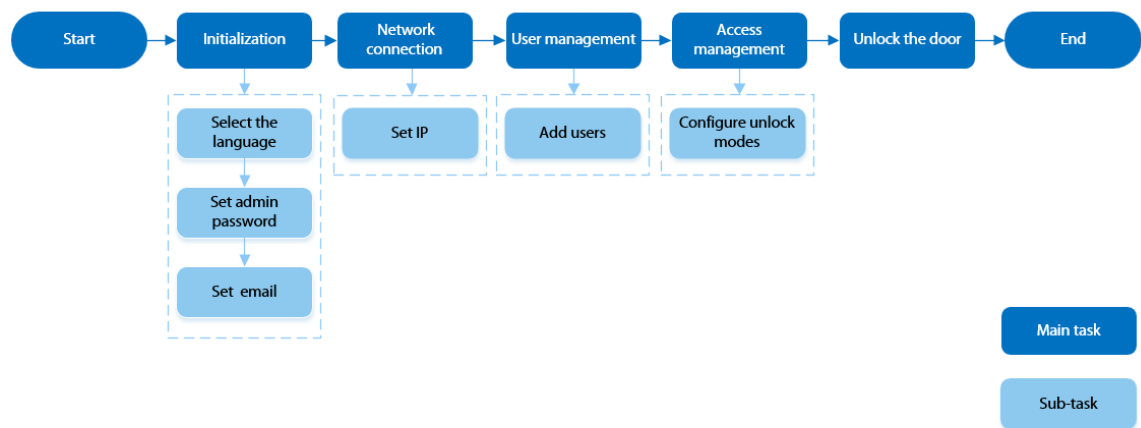 Start
Initialization
Network
connection
User management
Access
management
Unlock the door
End
Select the
language
Set IP
Add users
Configure unlock
modes
Set admin
password
Set email
Main task
Sub-task